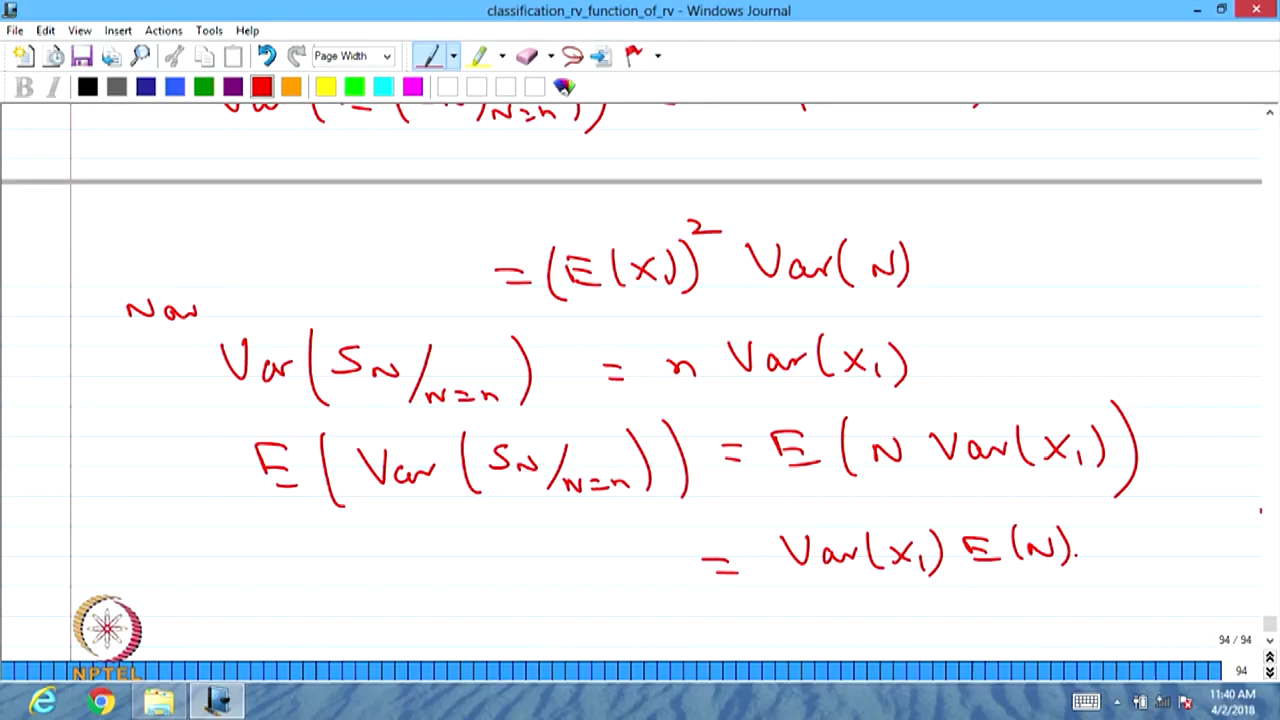 classification_rv_function_of_rv - Windows Journal
File Edit View Insert Actions Tools Help
Page Width
= (E(X₁))² Var(N)
Now
Var(S_N/N=n) = n Var(X₁)
E(Var(S_N/N=n)) = E(N Var(X₁))
= Var(X₁) E(N).
NPTEL
94 / 94
94
11:40 AM
4/2/2018